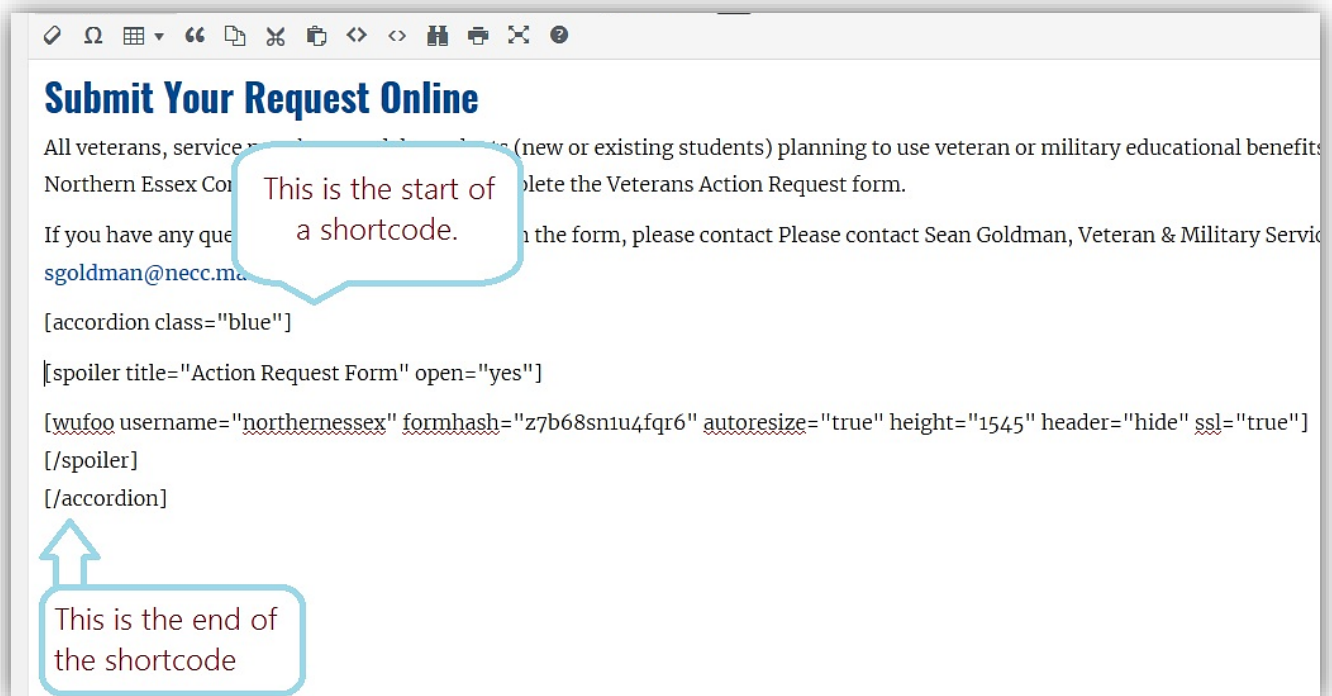 Submit Your Request Online
All veterans, service (new or existing students) planning to use veteran or military educational benefits
Northern Essex the Veterans Action Request form.
If you have any the form, please contact Please contact Sean Goldman, Veteran & Military
sgoldman@necc.ma
This is the start of
a shortcode.
[accordion class="blue"]
[spoiler title="Action Request Form" open="yes"]
[wufoo username="northernessex" formhash="z7b68sn1u4fqr6" autoresize="true" height="1545" header="hide" ssl="true"]
[/spoiler]
[/accordion]
This is the end of
the shortcode